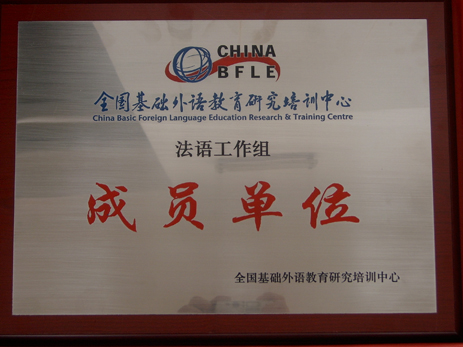 CHINA
BFLE
全国基础外语教育研究培训中心
China Basic Foreign Language Education Research & Training Centre
法语工作组
成员单位
全国基础外语教育研究培训中心